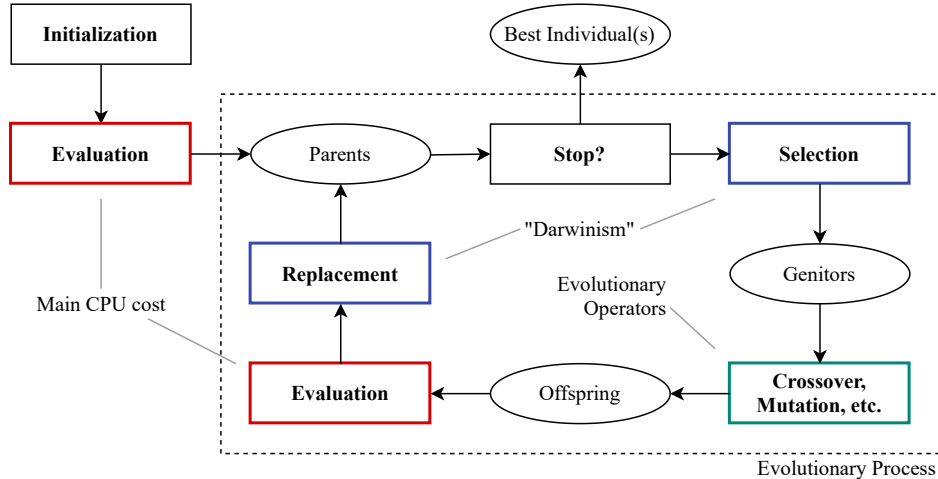 Initialization
Best Individual(s)
Evaluation
Parents
Stop?
Selection
"Darwinism"
Replacement
Genitors
Evolutionary
Operators
Main CPU cost
Evaluation
Offspring
Crossover,
Mutation, etc.
Evolutionary Process